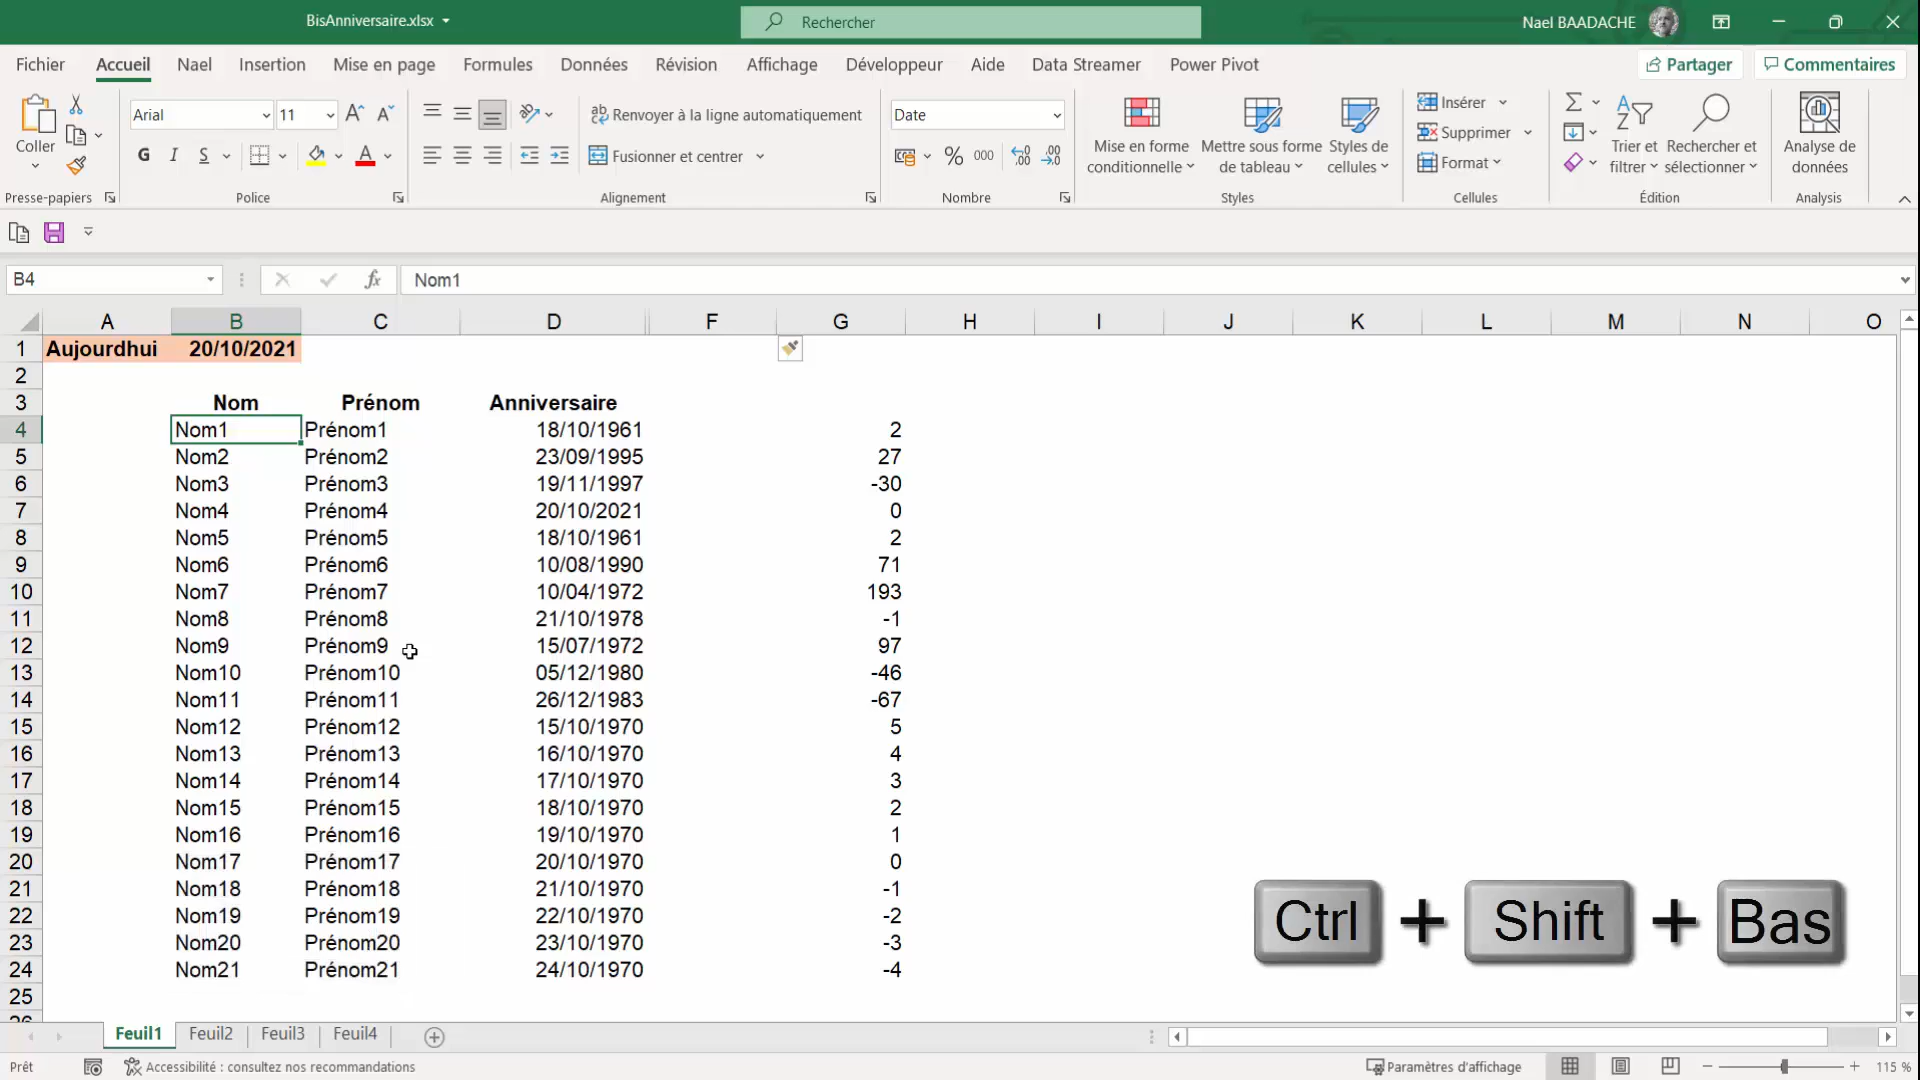 BisAnniversaire.xlsx
Rechercher
Nael BAADACHE
Fichier Accueil Nael Insertion Mise en page Formules Données Révision Affichage Développeur Aide Data Streamer Power Pivot
Partager Commentaires
Coller
Presse-papiers
Arial 11
G I S
Police
Renvoyer à la ligne automatiquement
Fusionner et centrer
Alignement
Date
% 000
Nombre
Mise en forme conditionnelle
Mettre sous forme de tableau
Styles de cellules
Styles
Insérer
Supprimer
Format
Cellules
Trier et filtrer
Rechercher et sélectionner
Édition
Analyse de données
Analysis
B4 fx Nom1
A B C D F G H I J K L M N O
1 Aujourdhui 20/10/2021
2
3 Nom Prénom Anniversaire
4 Nom1 Prénom1 18/10/1961 2
5 Nom2 Prénom2 23/09/1995 27
6 Nom3 Prénom3 19/11/1997 -30
7 Nom4 Prénom4 20/10/2021 0
8 Nom5 Prénom5 18/10/1961 2
9 Nom6 Prénom6 10/08/1990 71
10 Nom7 Prénom7 10/04/1972 193
11 Nom8 Prénom8 21/10/1978 -1
12 Nom9 Prénom9 15/07/1972 97
13 Nom10 Prénom10 05/12/1980 -46
14 Nom11 Prénom11 26/12/1983 -67
15 Nom12 Prénom12 15/10/1970 5
16 Nom13 Prénom13 16/10/1970 4
17 Nom14 Prénom14 17/10/1970 3
18 Nom15 Prénom15 18/10/1970 2
19 Nom16 Prénom16 19/10/1970 1
20 Nom17 Prénom17 20/10/1970 0
21 Nom18 Prénom18 21/10/1970 -1
22 Nom19 Prénom19 22/10/1970 -2
23 Nom20 Prénom20 23/10/1970 -3
24 Nom21 Prénom21 24/10/1970 -4
25
26
Ctrl + Shift + Bas
Feuil1 Feuil2 Feuil3 Feuil4
Prêt Accessibilité : consultez nos recommandations Paramètres d'affichage 115 %